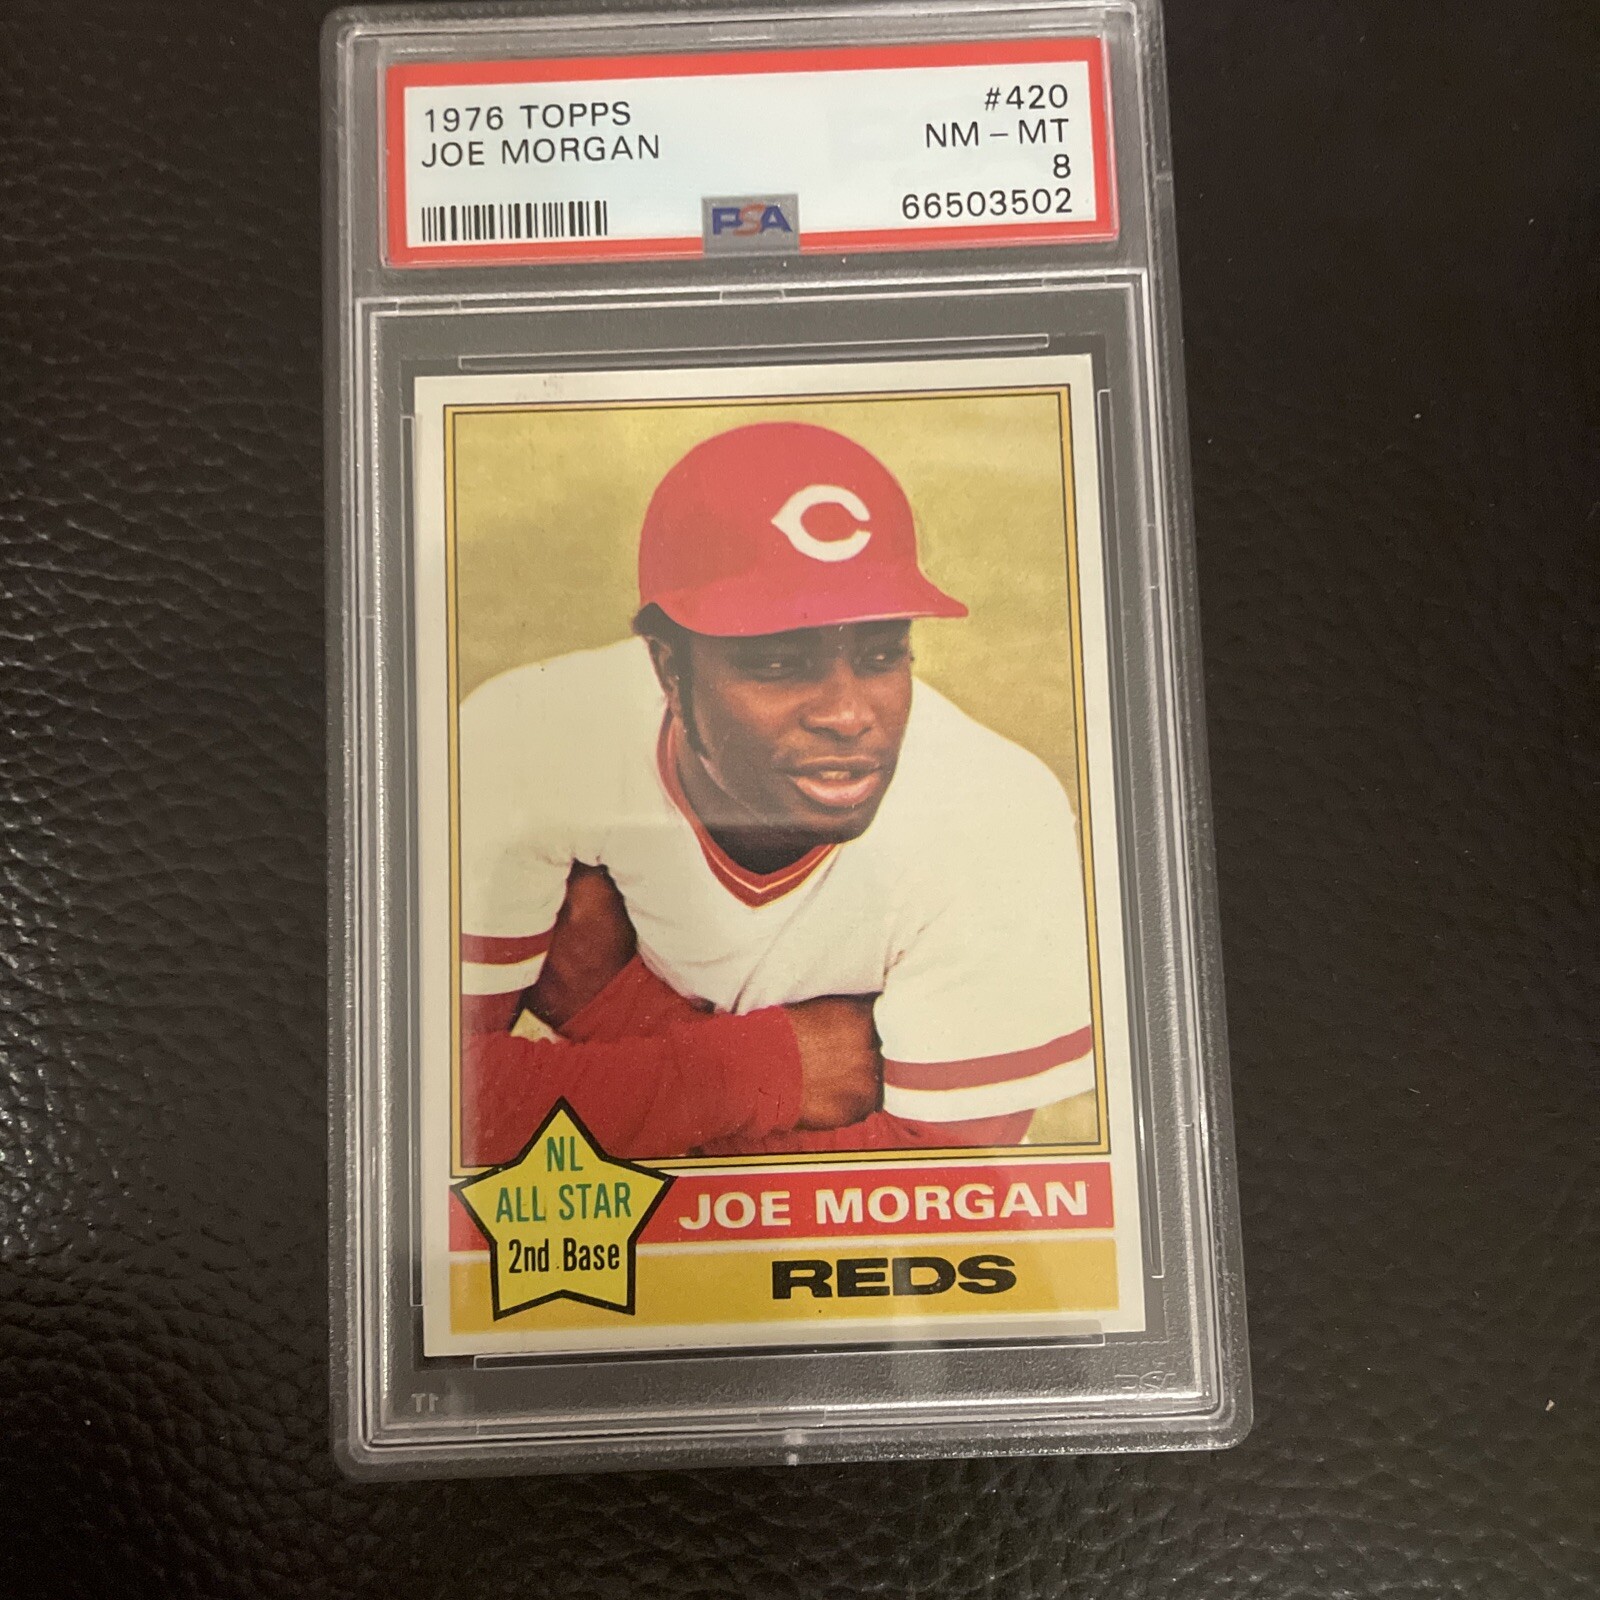 1976 TOPPS #420
JOE MORGAN NM-MT
8
66503502
PSA
C
NL
ALL STAR
2nd Base
JOE MORGAN
REDS